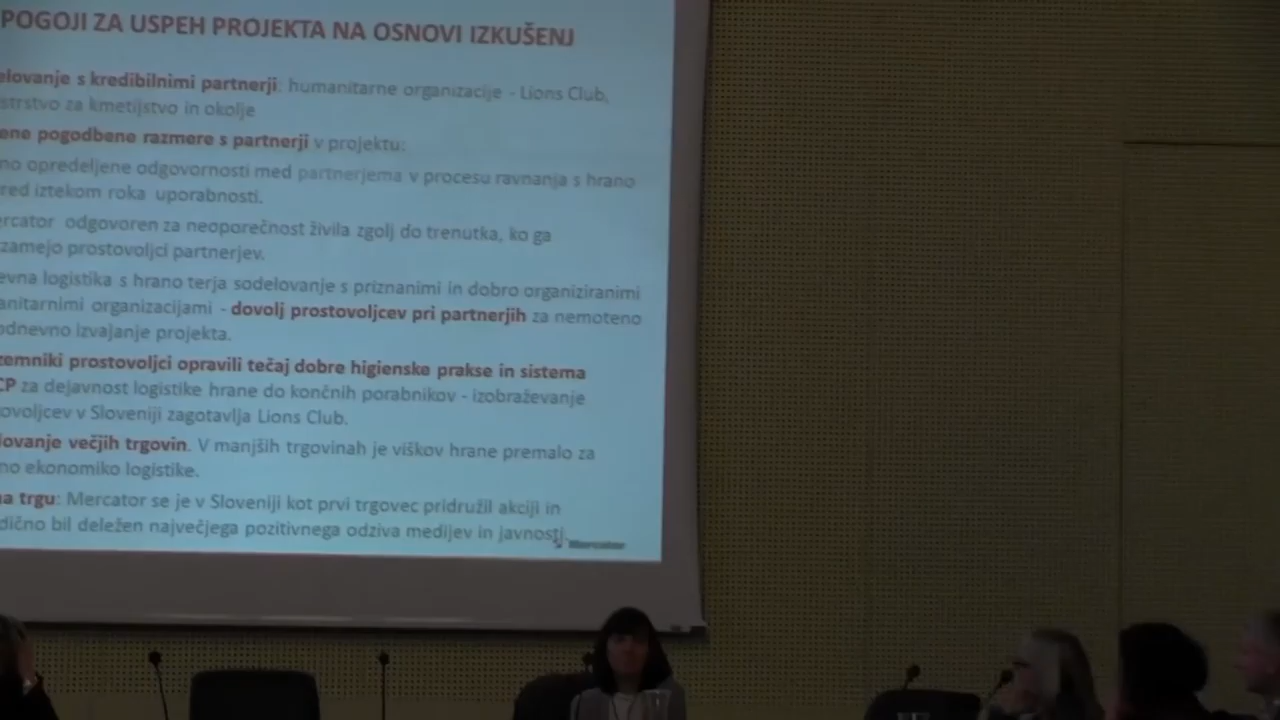 POGOJI ZA USPEH PROJEKTA NA OSNOVI IZKUŠENJ
elovanje s kredibilnimi partnerji: humanitarne organizacije - Lions Club,
strstvo za kmetijstvo in okolje
ene pogodbene razmere s partnerji v projektu:
no opredeljene odgovornosti med partnerjema v procesu ravnanja s hrano
red iztekom roka uporabnosti.
ercator odgovoren za neoporečnost živila zgolj do trenutka, ko ga
zamejo prostovoljci partnerjev.
evna logistika s hrano terja sodelovanje s priznanimi in dobro organiziranimi
anitarnimi organizacijami - dovolj prostovoljcev pri partnerjih za nemoteno
odnevno izvajanje projekta.
zemniki prostovoljci opravili tečaj dobre higienske prakse in sistema
CP za dejavnost logistike hrane do končnih porabnikov - izobraževanje
ovoljcev v Sloveniji zagotavlja Lions Club.
lovanje večjih trgovin. V manjših trgovinah je viškov hrane premalo za
no ekonomiko logistike.
na trgu: Mercator se je v Sloveniji kot prvi trgovec pridružil akciji in
dično bil deležen največjega pozitivnega odziva medijev in javnosti.
Mercator